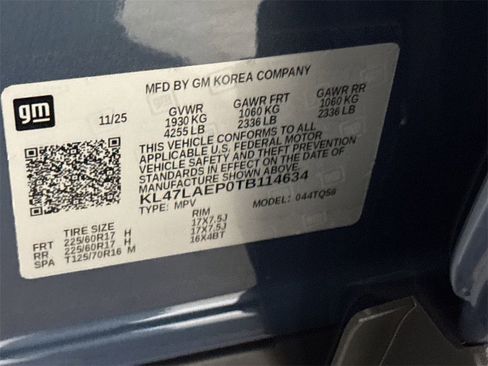 MFD BY GM KOREA COMPANY
gm
11/25 GVWR GAWR FRT GAWR RR
1930 KG 1060 KG 1060 KG
4255 LB 2336 LB 2336 LB
THIS VEHICLE CONFORMS TO ALL
APPLICABLE U.S. FEDERAL MOTOR
VEHICLE SAFETY AND THEFT PREVENTION
STANDARDS IN EFFECT ON THE DATE OF
MANUFACTURE SHOWN ABOVE.
KL47LAEP0TB114634
TYPE: MPV MODEL: 044TQ58
TIRE SIZE RIM
FRT 225/60R17 H 17X7.5J
RR 225/60R17 H 17X7.5J
SPA T125/70R16 M 16X4BT